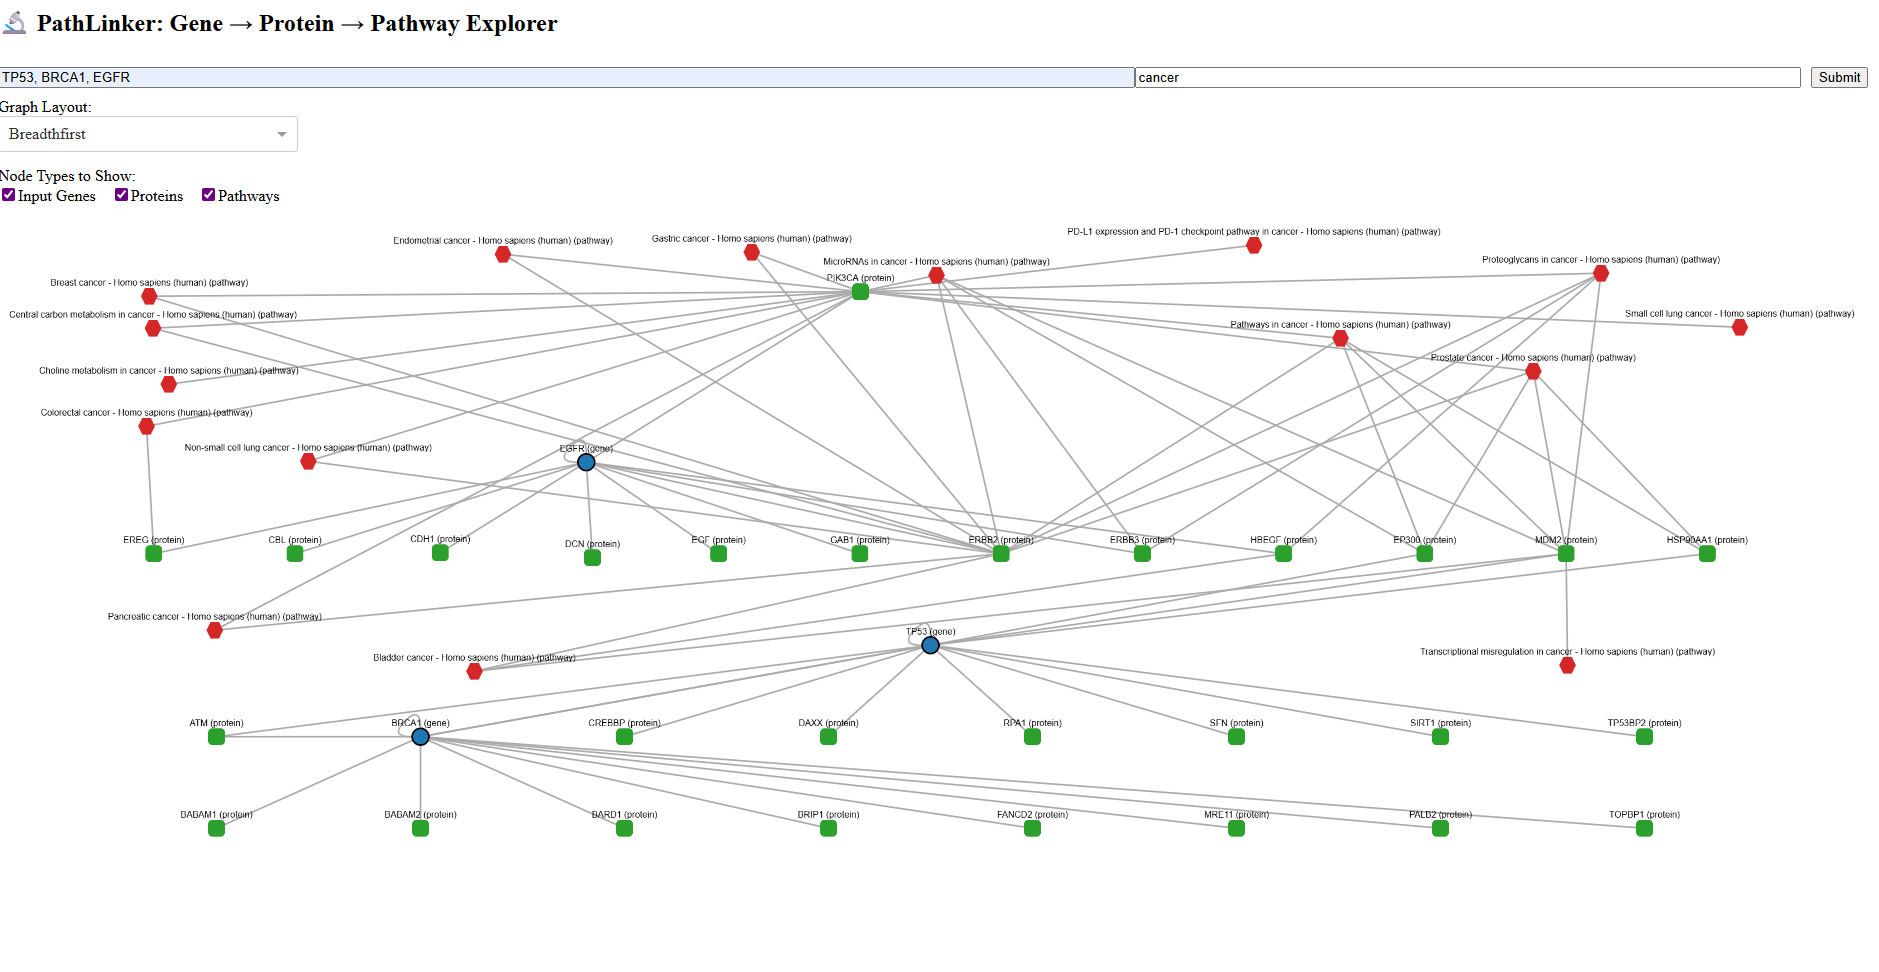 PathLinker: Gene → Protein → Pathway Explorer
TP53, BRCA1, EGFR
cancer
Submit
Graph Layout:
Breadthfirst
Node Types to Show:
Input Genes
Proteins
Pathways
PD-L1 expression and PD-1 checkpoint pathway in cancer - Homo sapiens (human) (pathway)
Endometrial cancer - Homo sapiens (human) (pathway)
Gastric cancer - Homo sapiens (human) (pathway)
MicroRNAs in cancer - Homo sapiens (human) (pathway)
Proteoglycans in cancer - Homo sapiens (human) (pathway)
PIK3CA (protein)
Breast cancer - Homo sapiens (human) (pathway)
Central carbon metabolism in cancer - Homo sapiens (human) (pathway)
Small cell lung cancer - Homo sapiens (human) (pathway)
Pathways in cancer - Homo sapiens (human) (pathway)
Prostate cancer - Homo sapiens (human) (pathway)
Choline metabolism in cancer - Homo sapiens (human) (pathway)
Colorectal cancer - Homo sapiens (human) (pathway)
Non-small cell lung cancer - Homo sapiens (human) (pathway)
EGFR (gene)
EREG (protein)
CBL (protein)
CDH1 (protein)
DCN (protein)
EGF (protein)
GAB1 (protein)
ERBB2 (protein)
ERBB3 (protein)
HBEGF (protein)
EP300 (protein)
MDM2 (protein)
HSP90AA1 (protein)
Pancreatic cancer - Homo sapiens (human) (pathway)
TP53 (gene)
Bladder cancer - Homo sapiens (human) (pathway)
Transcriptional misregulation in cancer - Homo sapiens (human) (pathway)
ATM (protein)
BRCA1 (gene)
CREBBP (protein)
DAXX (protein)
RPA1 (protein)
SFN (protein)
SIRT1 (protein)
TP53BP2 (protein)
BABAM1 (protein)
BABAM2 (protein)
BARD1 (protein)
BRIP1 (protein)
FANCD2 (protein)
MRE11 (protein)
PALB2 (protein)
TOPBP1 (protein)